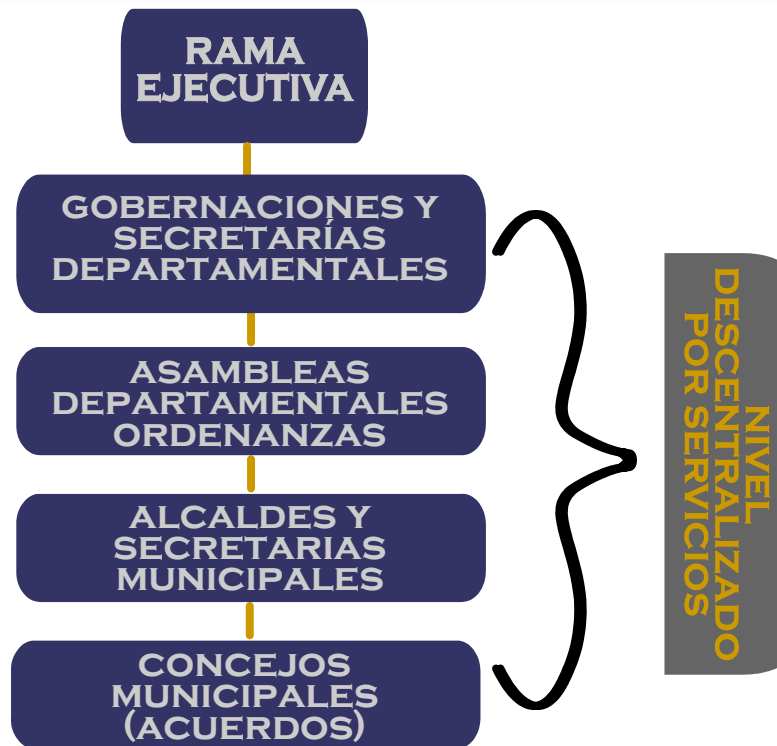 RAMA
EJECUTIVA
GOBERNACIONES Y
SECRETARÍAS
DEPARTAMENTALES
ASAMBLEAS
DEPARTAMENTALES
ORDENANZAS
ALCALDES Y
SECRETARIAS
MUNICIPALES
CONCEJOS
MUNICIPALES
(ACUERDOS)
NIVEL
DESCENTRALIZADO
POR SERVICIOS